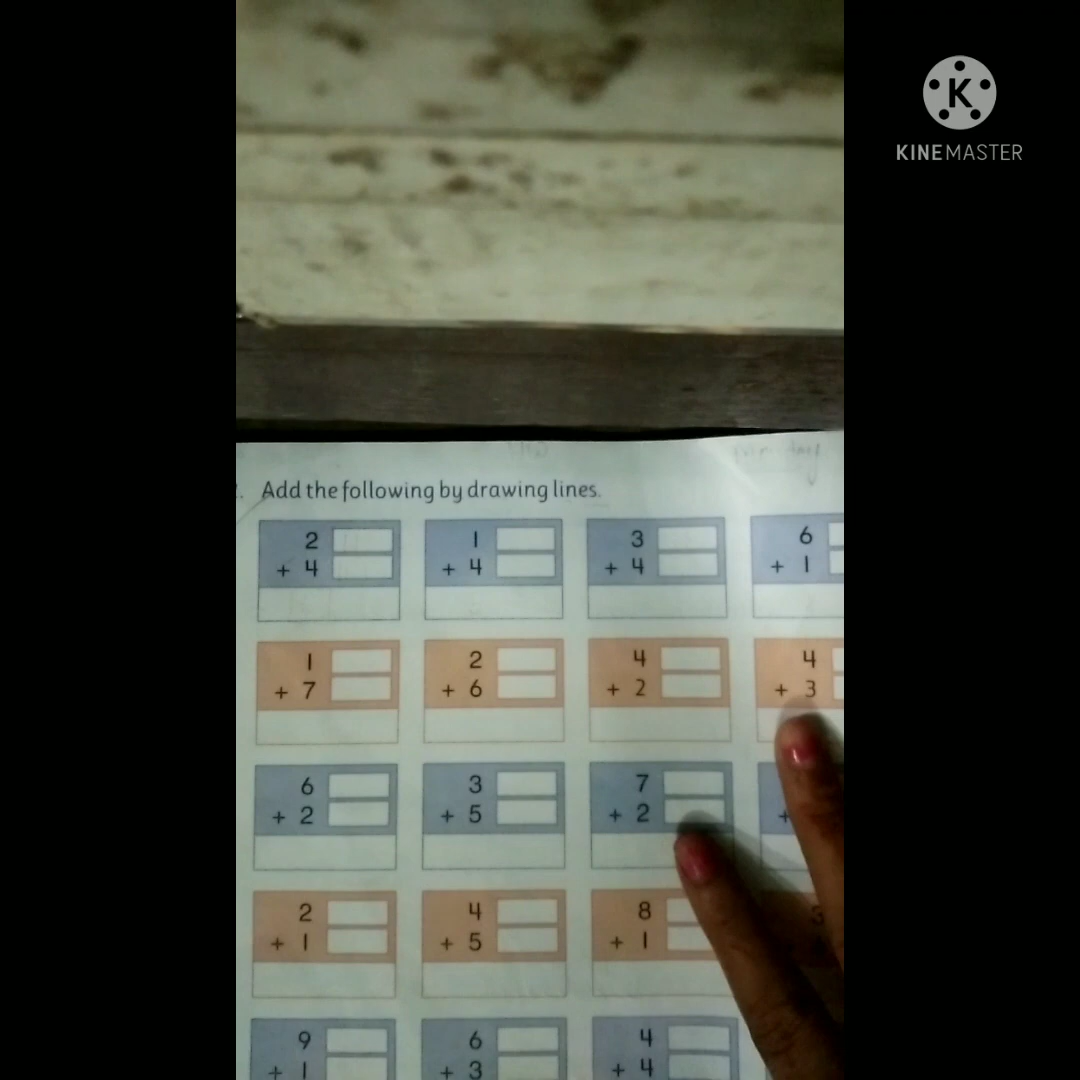 KINEMASTER
Add the following by drawing lines.
2 1 3 6
+ 4 + 4 + 4 + 1
1 2 4 4
+ 7 + 6 + 2 + 3
6 3 7
+ 2 + 5 + 2 +
2 4 8 3
+ 1 + 5 + 1
9 6 4
+ 1 + 3 + 4